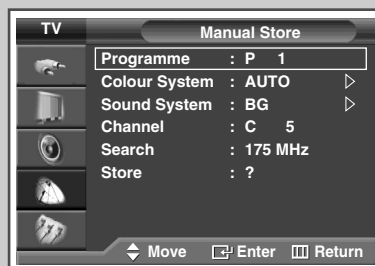 TV
Manual Store
Programme : P 1
Colour System : AUTO
Sound System : BG
Channel : C 5
Search : 175 MHz
Store : ?
Move Enter Return